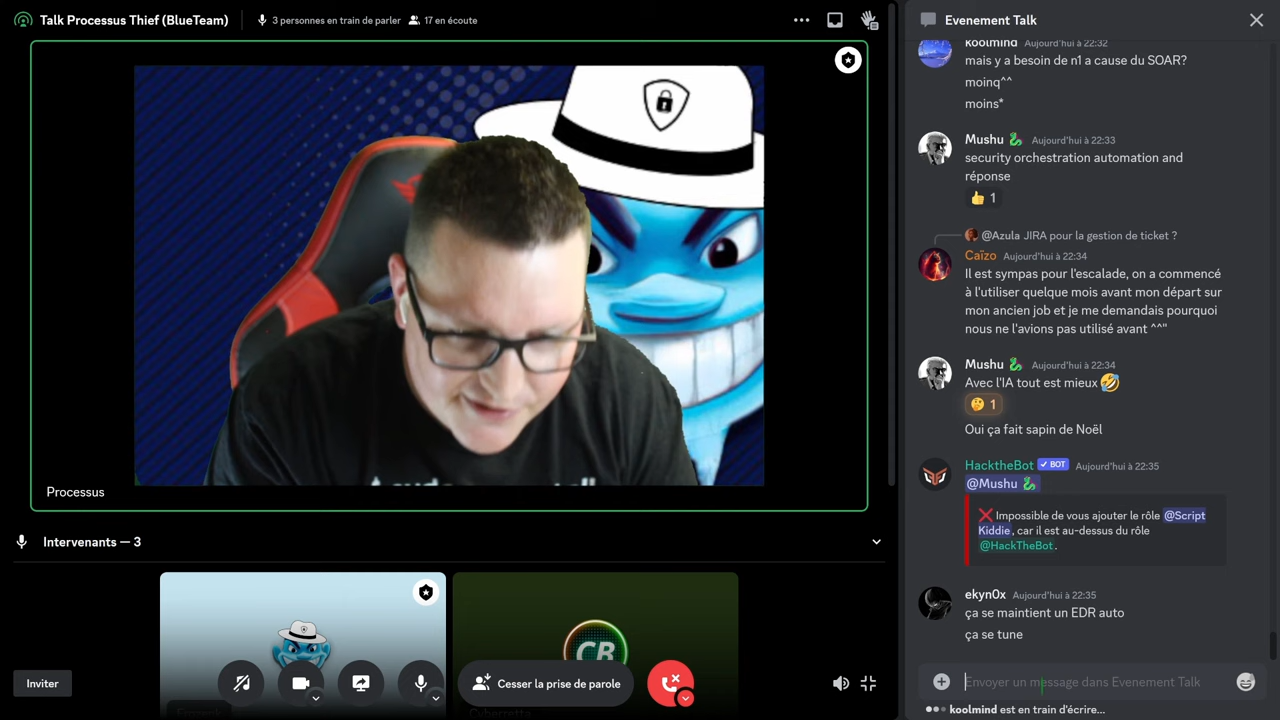 Talk Processus Thief (BlueTeam)
3 personnes en train de parler
17 en écoute
Evenement Talk
koolmind Aujourd'hui à 22:32
mais y a besoin de n1 a cause du SOAR?
moinq^^
moins*
Mushu Aujourd'hui à 22:33
security orchestration automation and
réponse
👍 1
@Azula JIRA pour la gestion de ticket ?
Caïzo Aujourd'hui à 22:34
Il est sympas pour l'escalade, on a commencé
à l'utiliser quelque mois avant mon départ sur
mon ancien job et je me demandais pourquoi
nous ne l'avions pas utilisé avant ^^"
Mushu Aujourd'hui à 22:34
Avec l'IA tout est mieux 🤣
🤔 1
Oui ça fait sapin de Noël
HacktheBot ✓ BOT Aujourd'hui à 22:35
@Mushu 🐉
❌ Impossible de vous ajouter le rôle @Script
Kiddie, car il est au-dessus du rôle
@HackTheBot.
ekyn0x Aujourd'hui à 22:35
ça se maintient un EDR auto
ça se tune
Envoyer un message dans Evenement Talk
koolmind est en train d'écrire...
Processus
Intervenants — 3
CB
Inviter
Cesser la prise de parole